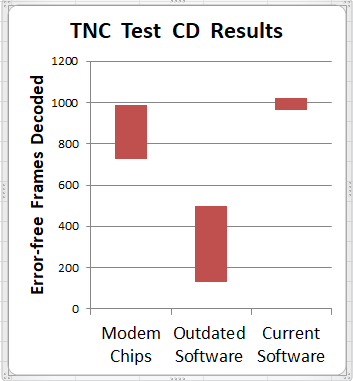 TNC Test CD Results
Error-free Frames Decoded
1200
1000
800
600
400
200
0
Modem Chips
Outdated Software
Current Software